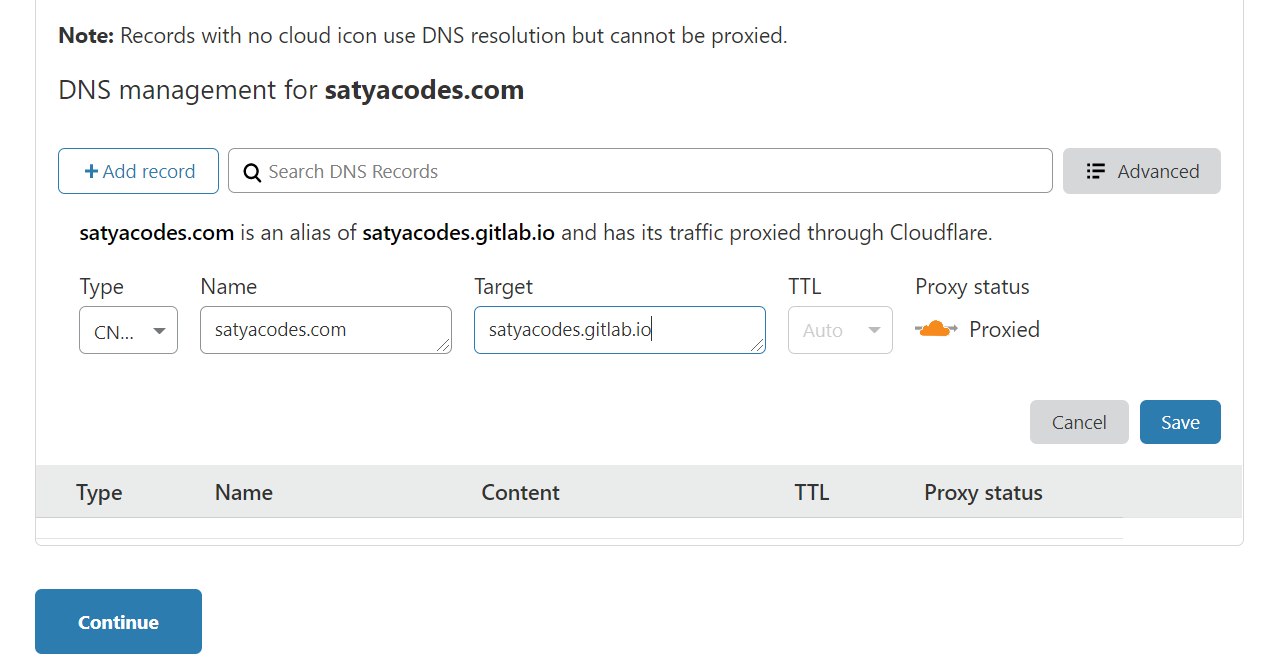 Note: Records with no cloud icon use DNS resolution but cannot be proxied.
DNS management for satyacodes.com
+ Add record
Search DNS Records
Advanced
satyacodes.com is an alias of satyacodes.gitlab.io and has its traffic proxied through Cloudflare.
Type Name Target TTL Proxy status
CN... satyacodes.com satyacodes.gitlab.io Auto Proxied
Cancel Save
Type Name Content TTL Proxy status
Continue